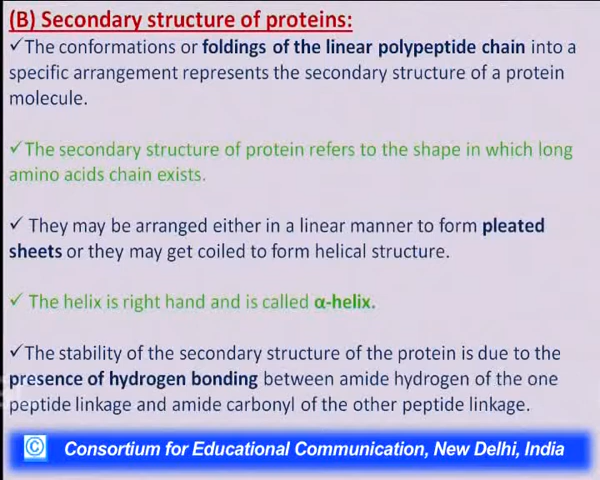 (B) Secondary structure of proteins:
✓The conformations or foldings of the linear polypeptide chain into a
specific arrangement represents the secondary structure of a protein
molecule.
✓The secondary structure of protein refers to the shape in which long
amino acids chain exists.
✓ They may be arranged either in a linear manner to form pleated
sheets or they may get coiled to form helical structure.
✓ The helix is right hand and is called α-helix.
✓The stability of the secondary structure of the protein is due to the
presence of hydrogen bonding between amide hydrogen of the one
peptide linkage and amide carbonyl of the other peptide linkage.
© Consortium for Educational Communication, New Delhi, India